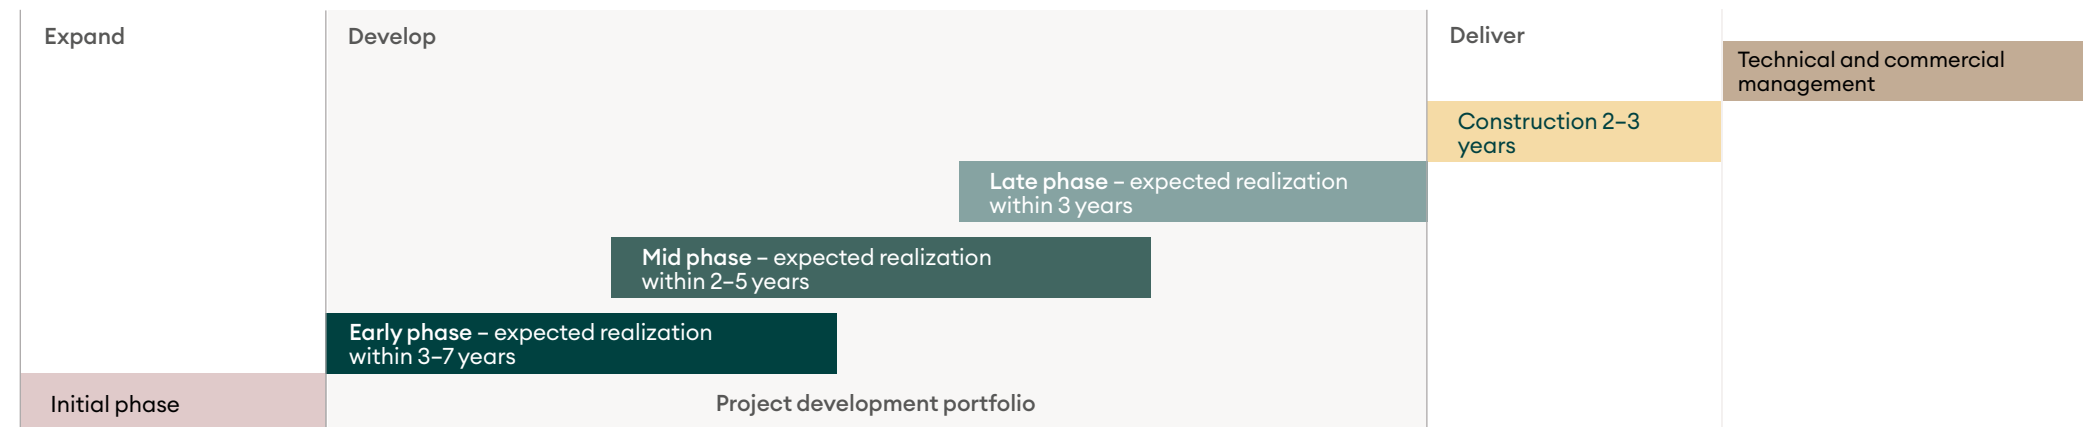 Expand
Develop
Deliver
Technical and commercial
management
Construction 2–3
years
Late phase – expected realization
within 3 years
Mid phase – expected realization
within 2–5 years
Early phase – expected realization
within 3–7 years
Initial phase
Project development portfolio